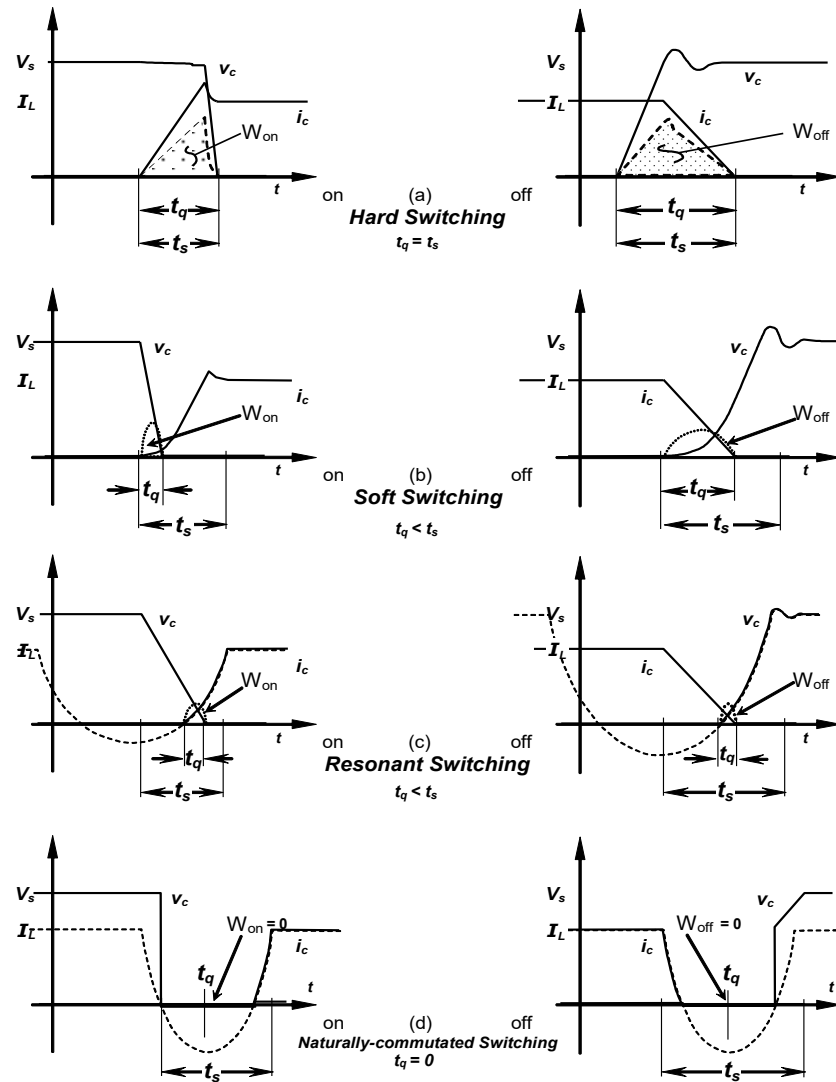 Vs
vc
IL
ic
Won
t
tq
ts
Vs
vc
IL
ic
Woff
t
tq
ts
on (a) off
Hard Switching
tq = ts
Vs
vc
IL
ic
Won
t
tq
ts
Vs
vc
IL
ic
Woff
t
tq
ts
on (b) off
Soft Switching
tq < ts
Vs
vc
IL
ic
Won
t
tq
ts
Vs
vc
IL
ic
Woff
t
tq
ts
on (c) off
Resonant Switching
tq < ts
Vs
vc
Won = 0
IL
ic
tq
t
ts
Vs
vc
Woff = 0
IL
ic
tq
t
ts
on (d) off
Naturally-commutated Switching
tq = 0